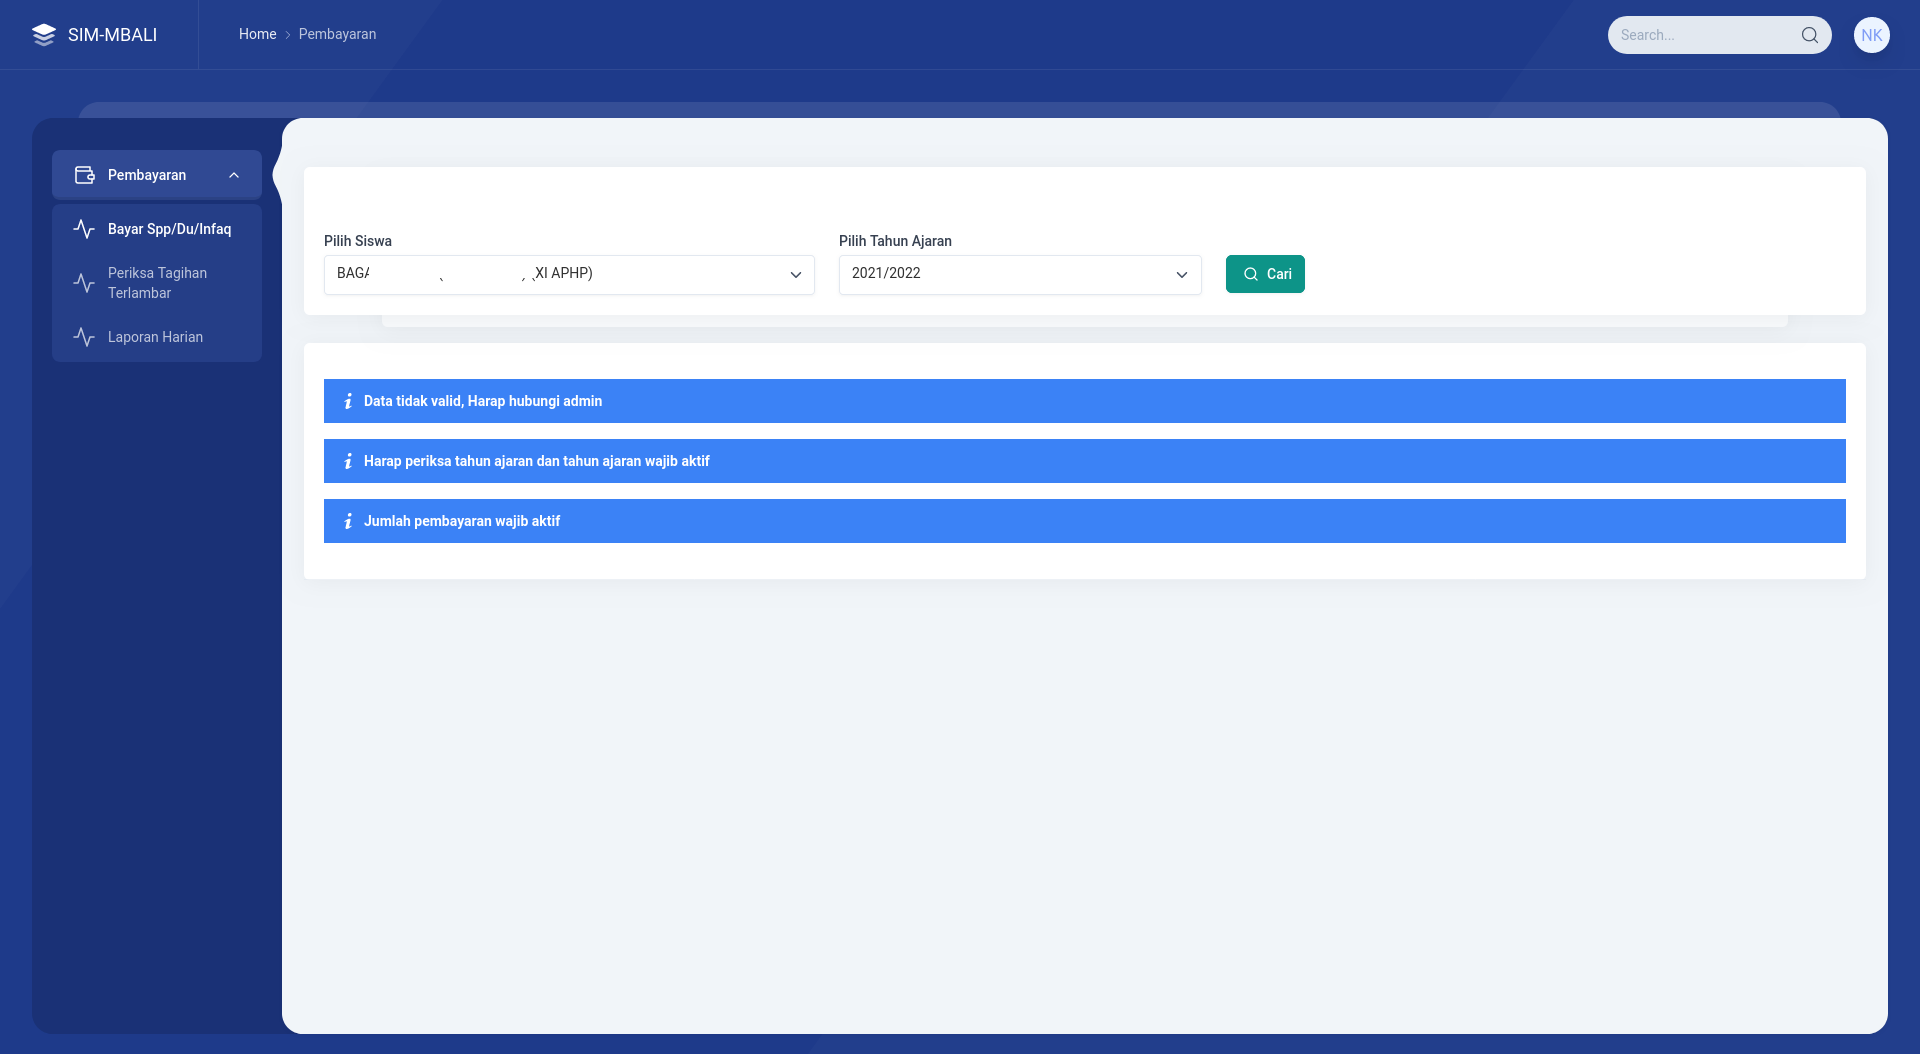 SIM-MBALI
Home > Pembayaran
Search...
NK
Pembayaran
Bayar Spp/Du/Infaq
Periksa Tagihan
Terlambar
Laporan Harian
Pilih Siswa
XI APHP)
Pilih Tahun Ajaran
2021/2022
Cari
Data tidak valid, Harap hubungi admin
Harap periksa tahun ajaran dan tahun ajaran wajib aktif
Jumlah pembayaran wajib aktif